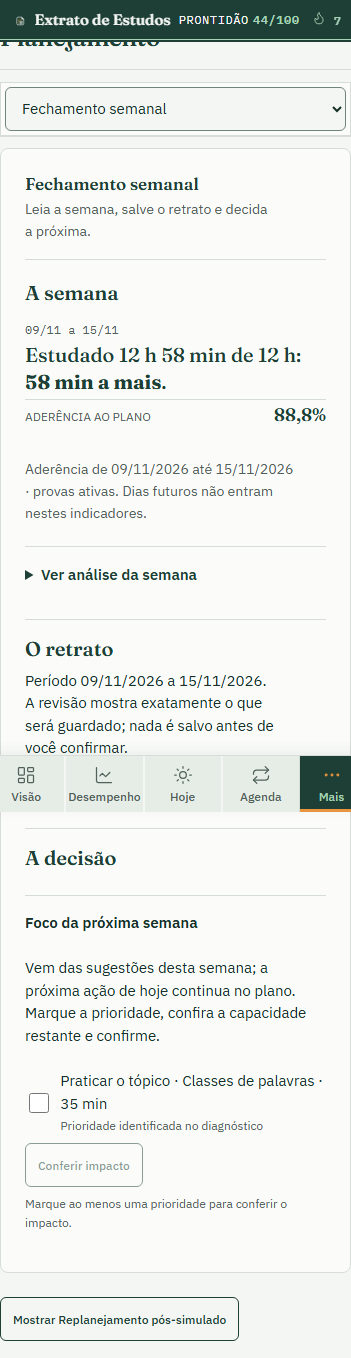 Extrato de Estudos PRONTIDÃO 44/100 7
Planejamento
Fechamento semanal
Fechamento semanal
Leia a semana, salve o retrato e decida
a próxima.
A semana
09/11 a 15/11
Estudado 12 h 58 min de 12 h:
58 min a mais.
ADERÊNCIA AO PLANO 88,8%
Aderência de 09/11/2026 até 15/11/2026
· provas ativas. Dias futuros não entram
nestes indicadores.
Ver análise da semana
O retrato
Período 09/11/2026 a 15/11/2026.
A revisão mostra exatamente o que
será guardado; nada é salvo antes de
você confirmar.
Visão Desempenho Hoje Agenda Mais
A decisão
Foco da próxima semana
Vem das sugestões desta semana; a
próxima ação de hoje continua no plano.
Marque a prioridade, confira a capacidade
restante e confirme.
Praticar o tópico · Classes de palavras ·
35 min
Prioridade identificada no diagnóstico
Conferir impacto
Marque ao menos uma prioridade para conferir o
impacto.
Mostrar Replanejamento pós-simulado